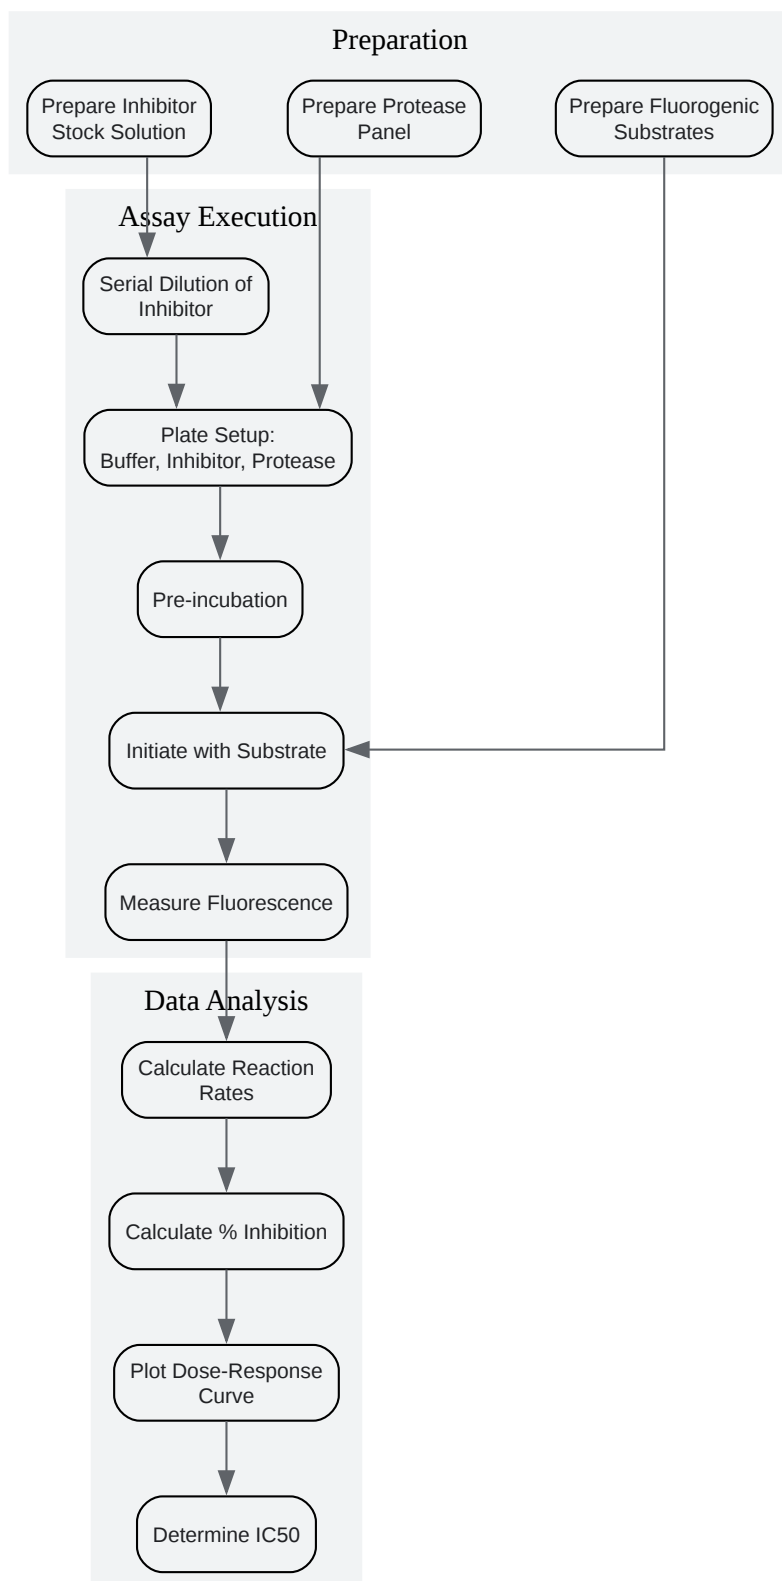 Preparation
Prepare Inhibitor
Stock Solution
Prepare Protease
Panel
Prepare Fluorogenic
Substrates
Assay Execution
Serial Dilution of
Inhibitor
Plate Setup:
Buffer, Inhibitor, Protease
Pre-incubation
Initiate with Substrate
Measure Fluorescence
Data Analysis
Calculate Reaction
Rates
Calculate % Inhibition
Plot Dose-Response
Curve
Determine IC50